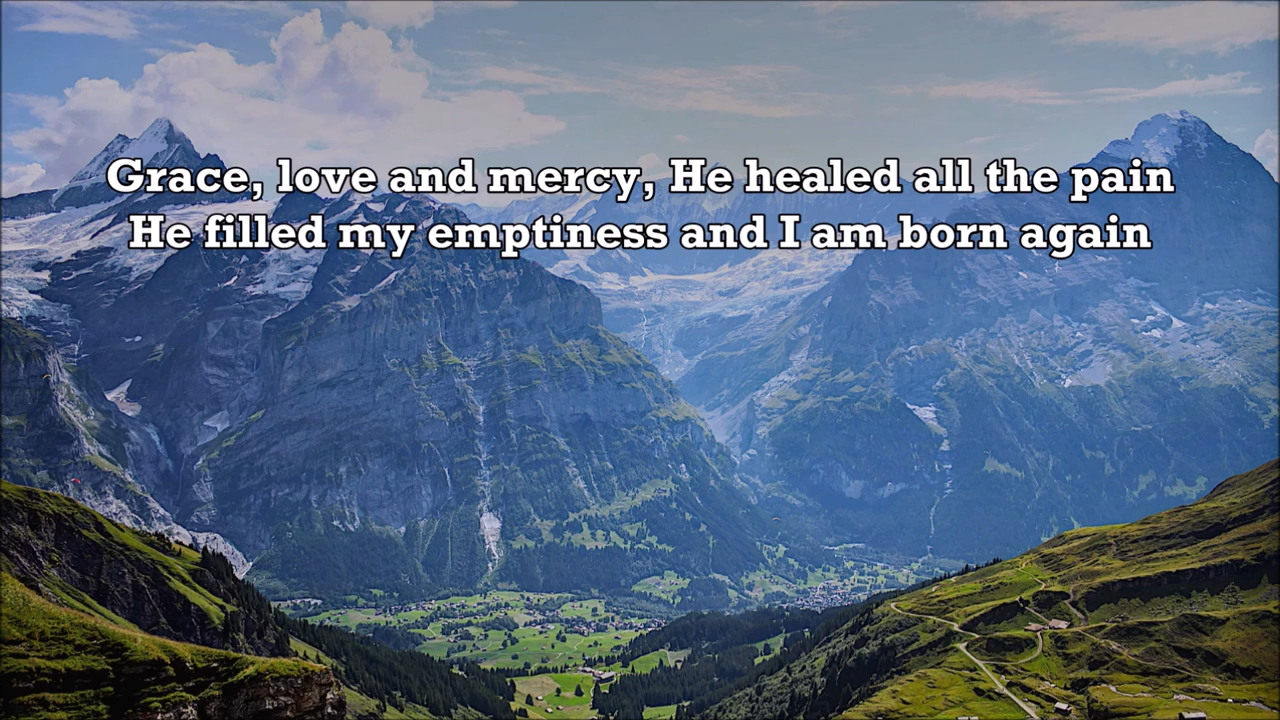 Grace, love and mercy, He healed all the pain
He filled my emptiness and I am born again